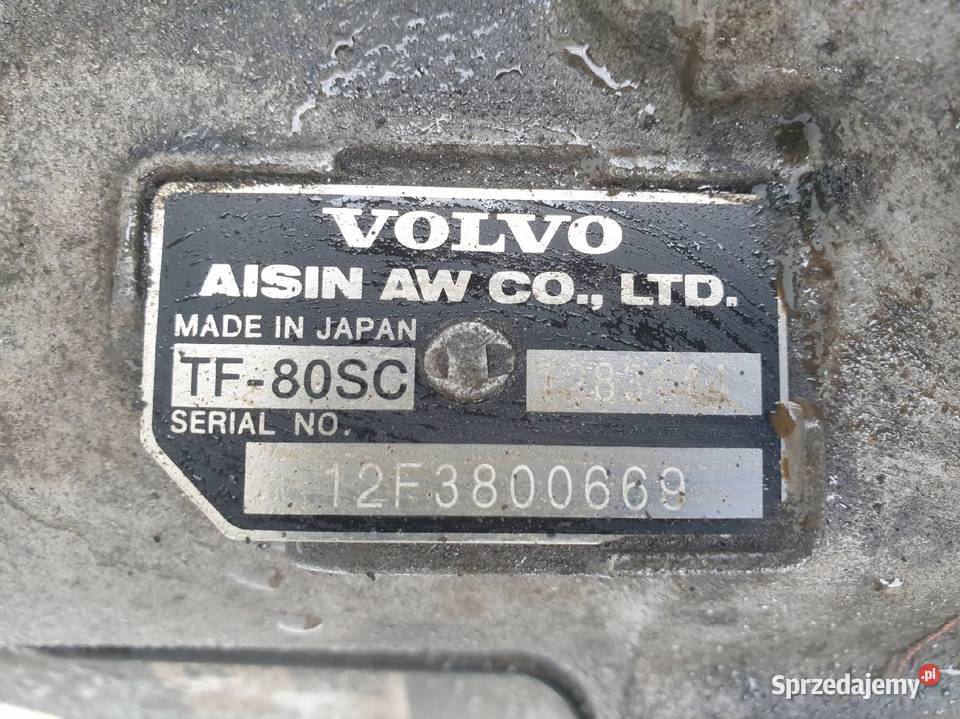 VOLVO
AISIN AW CO., LTD.
MADE IN JAPAN
TF-80SC
SERIAL NO.
12F3800669
Sprzedajemy.pl